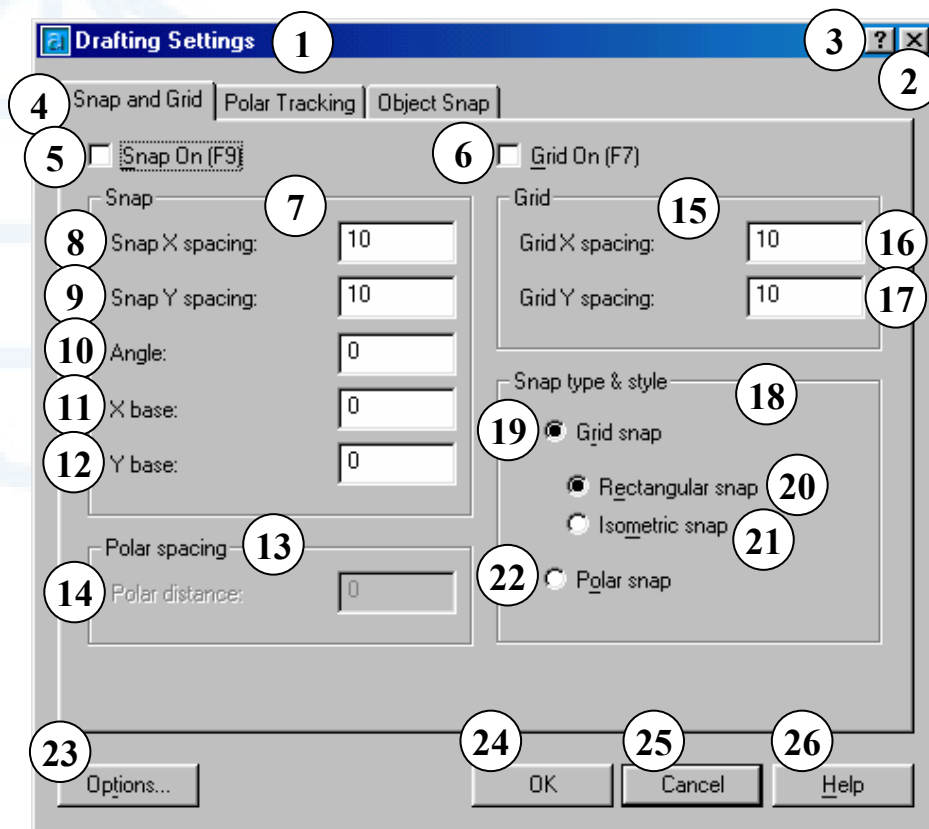 Drafting Settings 1 3 ? X
2
4 Snap and Grid Polar Tracking Object Snap
5 Snap On (F9) 6 Grid On (F7)
Snap 7 Grid 15
8 Snap X spacing: 10 Grid X spacing: 10 16
9 Snap Y spacing: 10 Grid Y spacing: 10 17
10 Angle: 0
11 X base: 0 Snap type & style 18
12 Y base: 0 19 Grid snap
Rectangular snap 20
Polar spacing 13 Isometric snap 21
14 Polar distance: 0 22 Polar snap
23 24 25 26
Options... OK Cancel Help